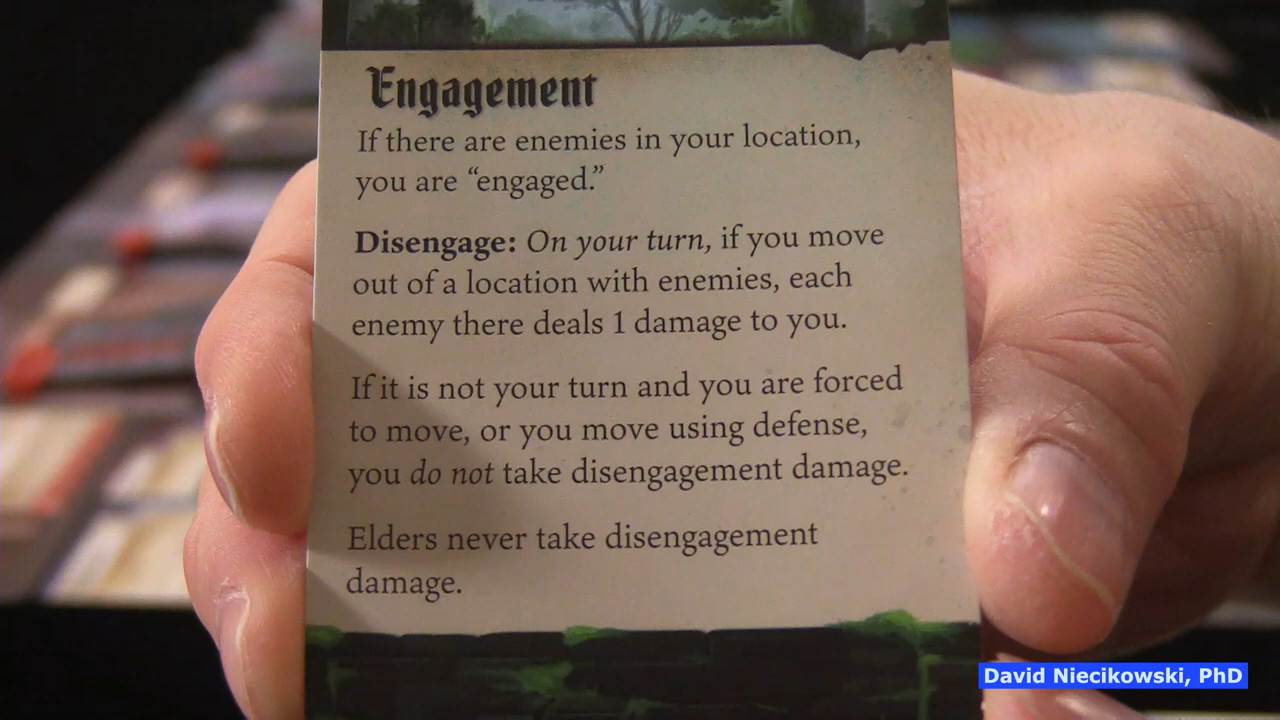 Engagement
If there are enemies in your location,
you are “engaged.”
Disengage: On your turn, if you move
out of a location with enemies, each
enemy there deals 1 damage to you.
If it is not your turn and you are forced
to move, or you move using defense,
you do not take disengagement damage.
Elders never take disengagement
damage.
David Niecikowski, PhD